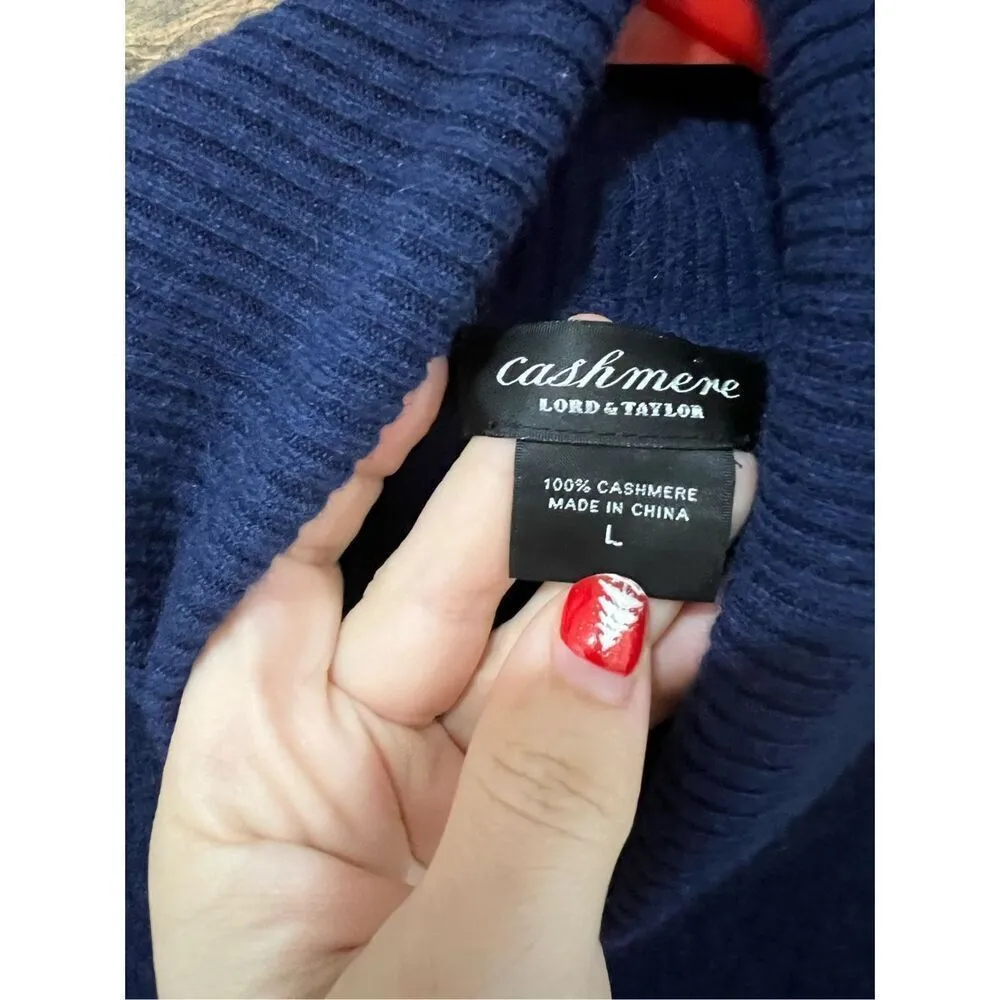 cashmere
LORD & TAYLOR
100% CASHMERE
MADE IN CHINA
L